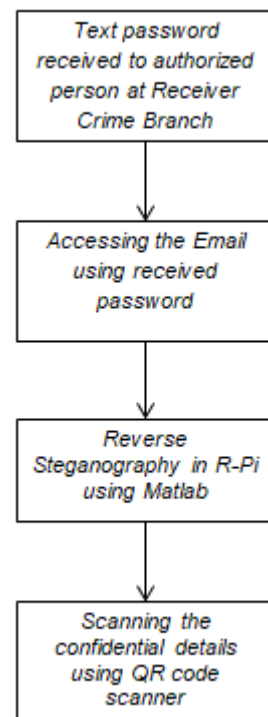 Text password
received to authorized
person at Receiver
Crime Branch
Accessing the Email
using received
password
Reverse
Steganography in R-Pi
using Matlab
Scanning the
confidential details
using QR code
scanner